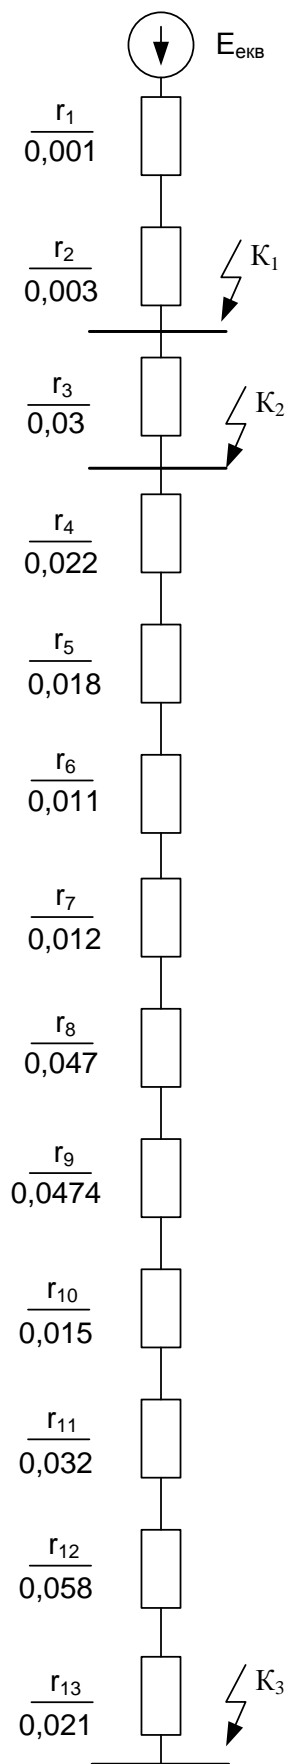 Eекв
r1
0,001
r2
0,003
K1
r3
0,03
K2
r4
0,022
r5
0,018
r6
0,011
r7
0,012
r8
0,047
r9
0,0474
r10
0,015
r11
0,032
r12
0,058
r13
0,021
K3